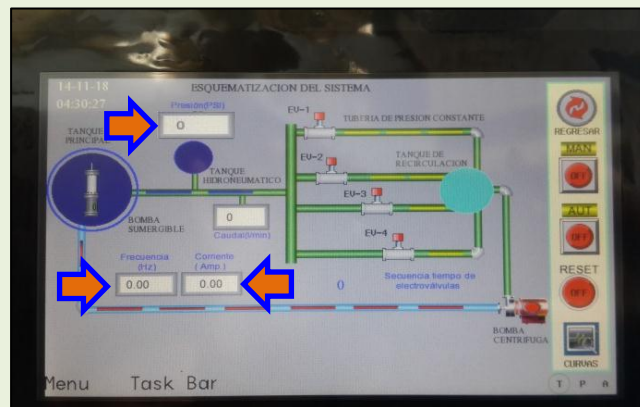 14-11-18
04:30:27
ESQUEMATIZACION DEL SISTEMA
Presión(PSI)
0
TANQUE
PRINCIPAL
TANQUE
HIDRONEUMATICO
BOMBA
SUMERGIBLE
0
Caudal(l/min)
Frecuencia
(Hz)
0.00
Corriente
(Amp.)
0.00
EV-1
TUBERIA DE PRESION CONSTANTE
EV-2
TANQUE DE
RECIRCULACION
EV-3
EV-4
0
Secuencia tiempo de
electroválvulas
BOMBA
CENTRIFUGA
REGRESAR
MAN
OFF
AUT
OFF
RESET
OFF
CURVAS
Menu
Task Bar
T P A